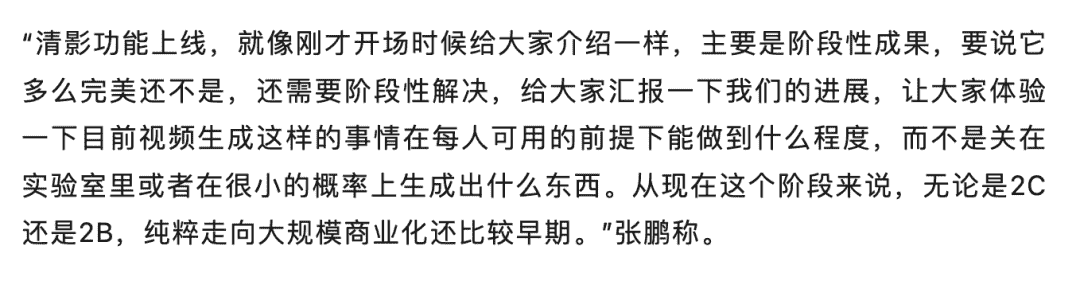 “清影功能上线，就像刚才开场时候给大家介绍一样，主要是阶段性成果，要说它
多么完美还不是，还需要阶段性解决，给大家汇报一下我们的进展，让大家体验
一下目前视频生成这样的事情在每人可用的前提下能做到什么程度，而不是关在
实验室里或者在很小的概率上生成出什么东西。从现在这个阶段来说，无论是2C
还是2B，纯粹走向大规模商业化还比较早期。”张鹏称。